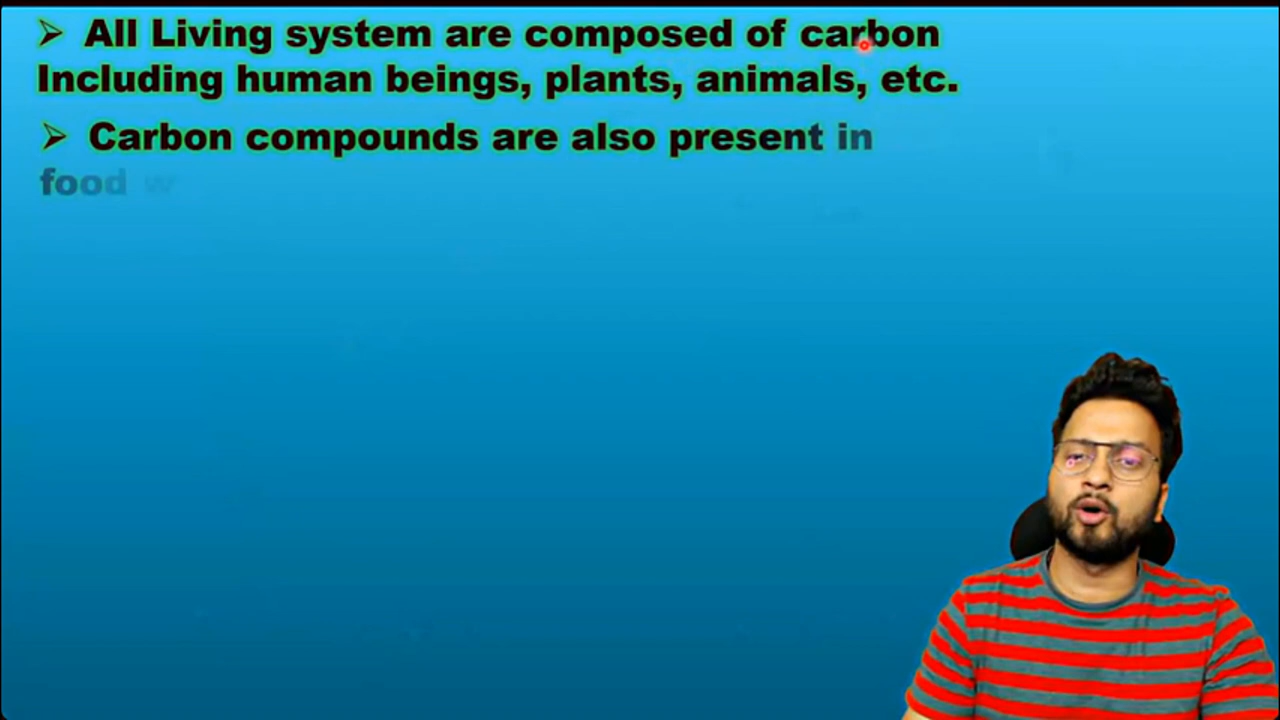 ➢ All Living system are composed of carbon
Including human beings, plants, animals, etc.
➢ Carbon compounds are also present in
food w